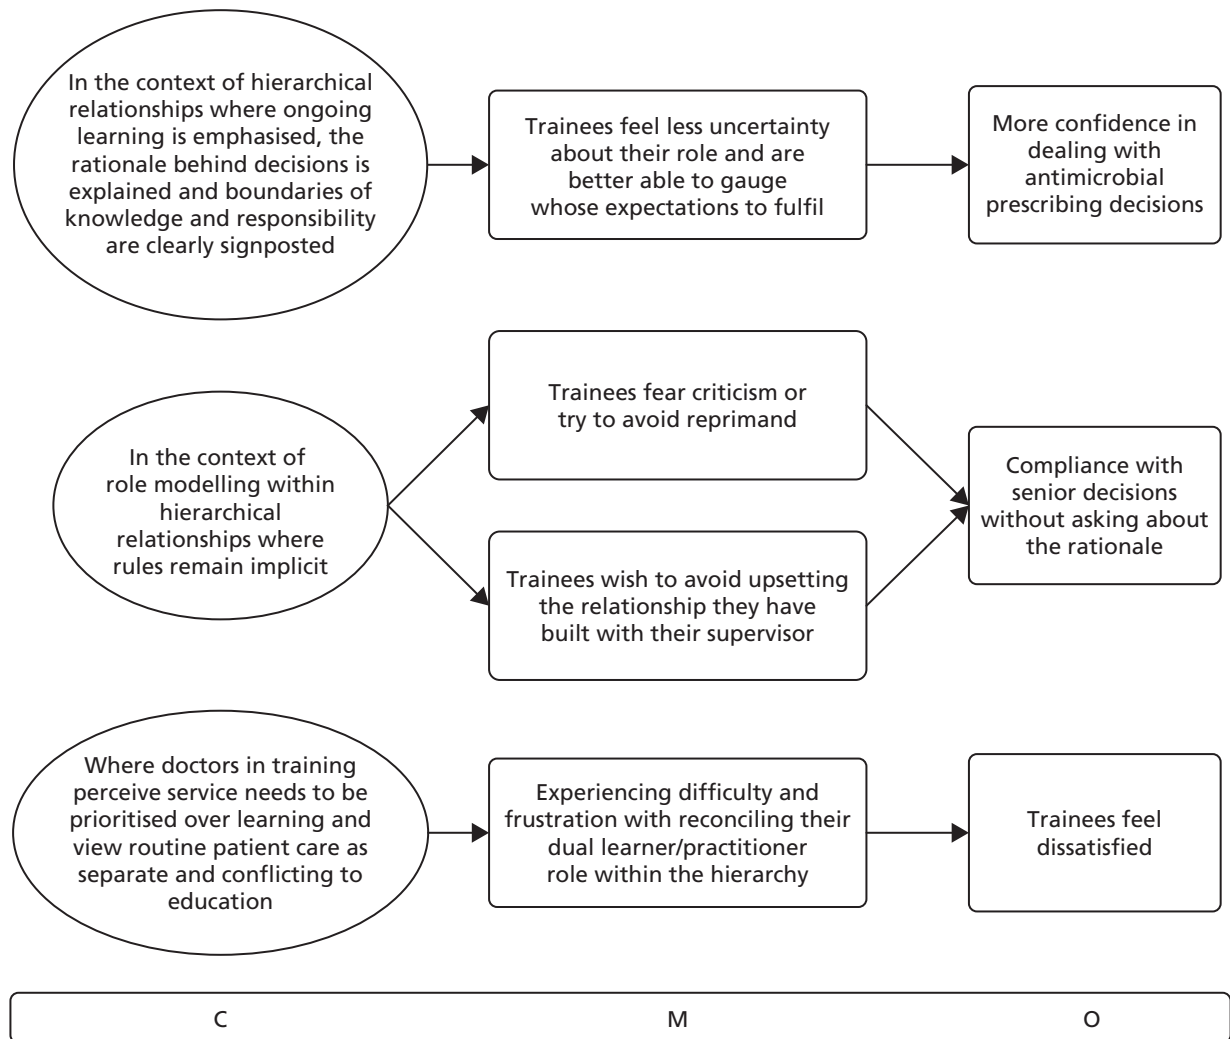 In the context of hierarchical
relationships where ongoing
learning is emphasised, the
rationale behind decisions is
explained and boundaries of
knowledge and responsibility
are clearly signposted
Trainees feel less uncertainty
about their role and are
better able to gauge
whose expectations to fulfil
More confidence in
dealing with
antimicrobial
prescribing decisions
In the context of
role modelling within
hierarchical
relationships where
rules remain implicit
Trainees fear criticism or
try to avoid reprimand
Trainees wish to avoid upsetting
the relationship they have
built with their supervisor
Compliance with
senior decisions
without asking about
the rationale
Where doctors in training
perceive service needs to be
prioritised over learning and
view routine patient care as
separate and conflicting to
education
Experiencing difficulty and
frustration with reconciling their
dual learner/practitioner
role within the hierarchy
Trainees feel
dissatisfied
C M O